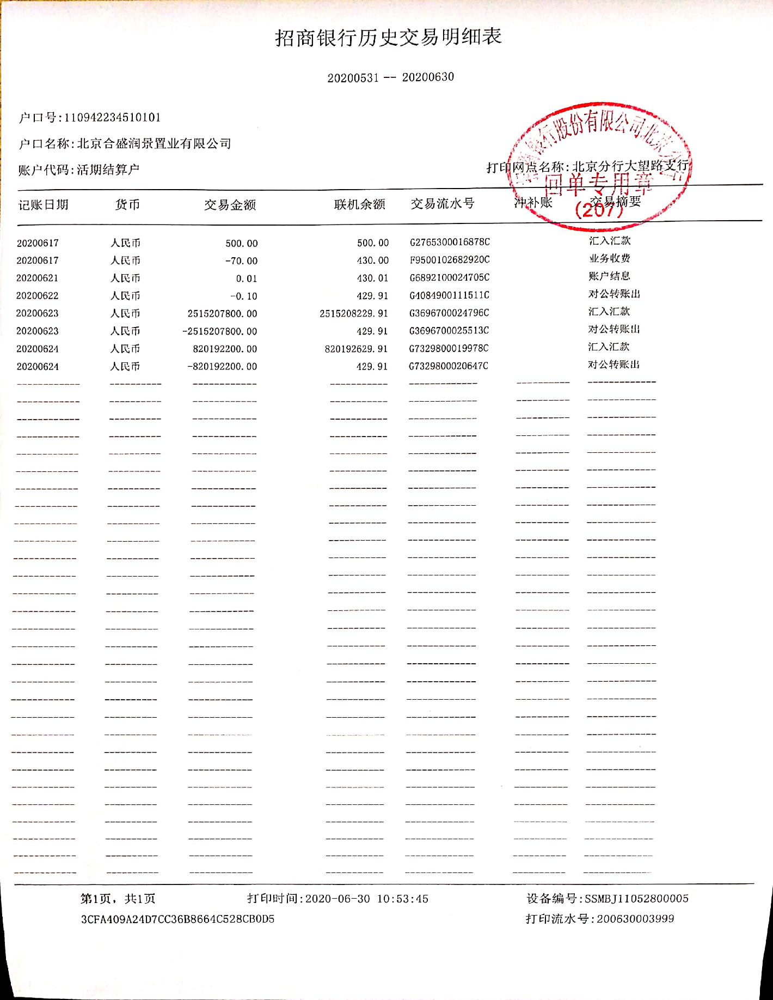 招商银行历史交易明细表
20200531 -- 20200630
户口号:110942234510101
户口名称:北京合盛润景置业有限公司
账户代码:活期结算户 打印网点名称:北京分行大望路支行
银行股份有限公司北京分行
回单专用章
(207)
记账日期 货币 交易金额 联机余额 交易流水号 冲补账 交易摘要
20200617 人民币 500.00 500.00 G2765300016878C 汇入汇款
20200617 人民币 -70.00 430.00 F9500102682920C 业务收费
20200621 人民币 0.01 430.01 G6892100024705C 账户结息
20200622 人民币 -0.10 429.91 G4084900111511C 对公转账出
20200623 人民币 2515207800.00 2515208229.91 G3696700024796C 汇入汇款
20200623 人民币 -2515207800.00 429.91 G3696700025513C 对公转账出
20200624 人民币 820192200.00 820192629.91 G7329800019978C 汇入汇款
20200624 人民币 -820192200.00 429.91 G7329800020647C 对公转账出
第1页，共1页 打印时间:2020-06-30 10:53:45 设备编号:SSMBJ11052800005
3CFA409A24D7CC36B8664C528CB0D5 打印流水号:200630003999